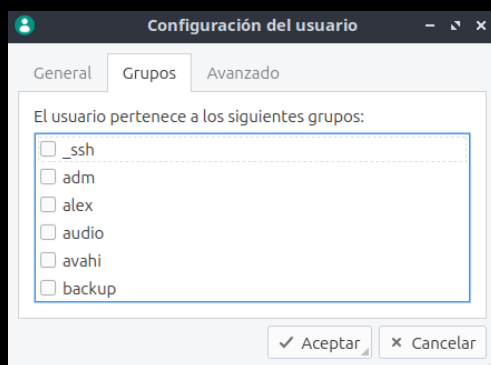 Configuración del usuario
General Grupos Avanzado
El usuario pertenece a los siguientes grupos:
_ssh
adm
alex
audio
avahi
backup
Aceptar Cancelar